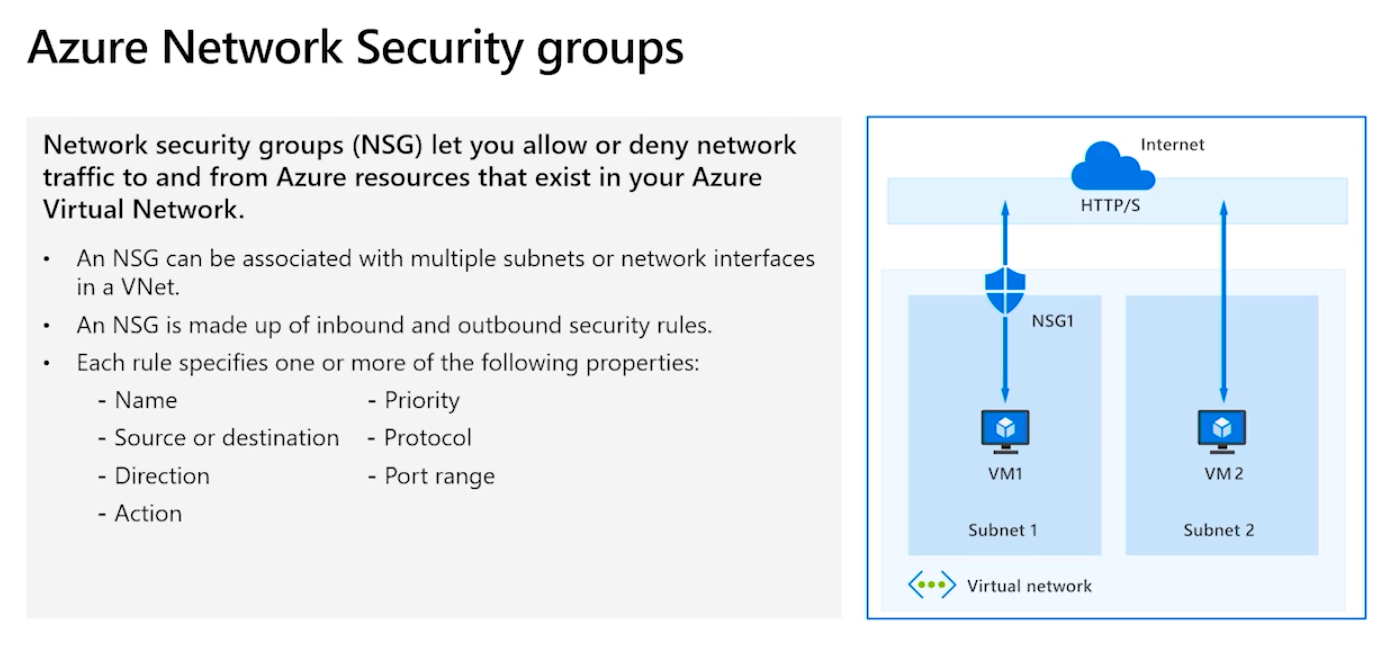 Azure Network Security groups
Network security groups (NSG) let you allow or deny network
traffic to and from Azure resources that exist in your Azure
Virtual Network.
• An NSG can be associated with multiple subnets or network interfaces
in a VNet.
• An NSG is made up of inbound and outbound security rules.
• Each rule specifies one or more of the following properties:
- Name
- Source or destination
- Direction
- Action
- Priority
- Protocol
- Port range
Internet
HTTP/S
NSG1
VM1
VM2
Subnet 1
Subnet 2
Virtual network